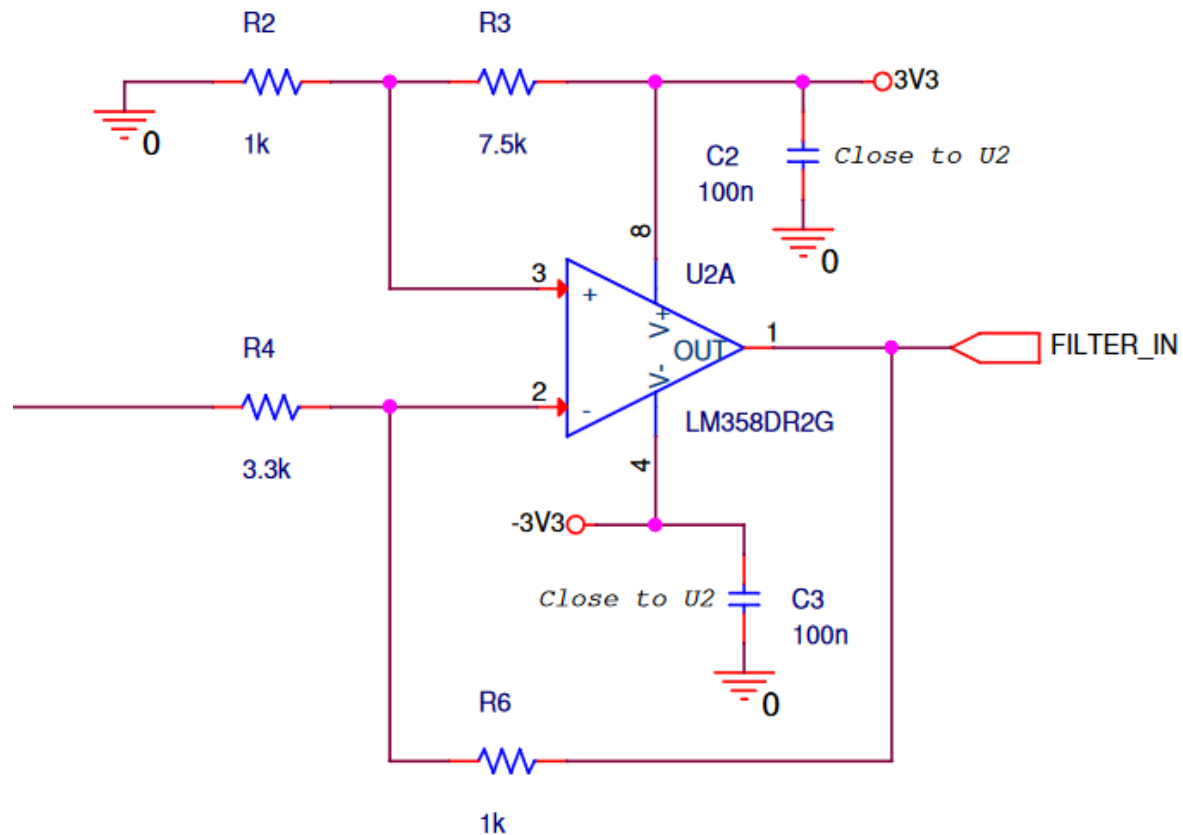 R2
R3
3V3
0
1k
7.5k
C2
100n
Close to U2
8
0
3
U2A
+
V+
R4
1
OUT
FILTER_IN
V-
2
-
LM358DR2G
3.3k
4
-3V3
Close to U2
C3
100n
R6
0
1k